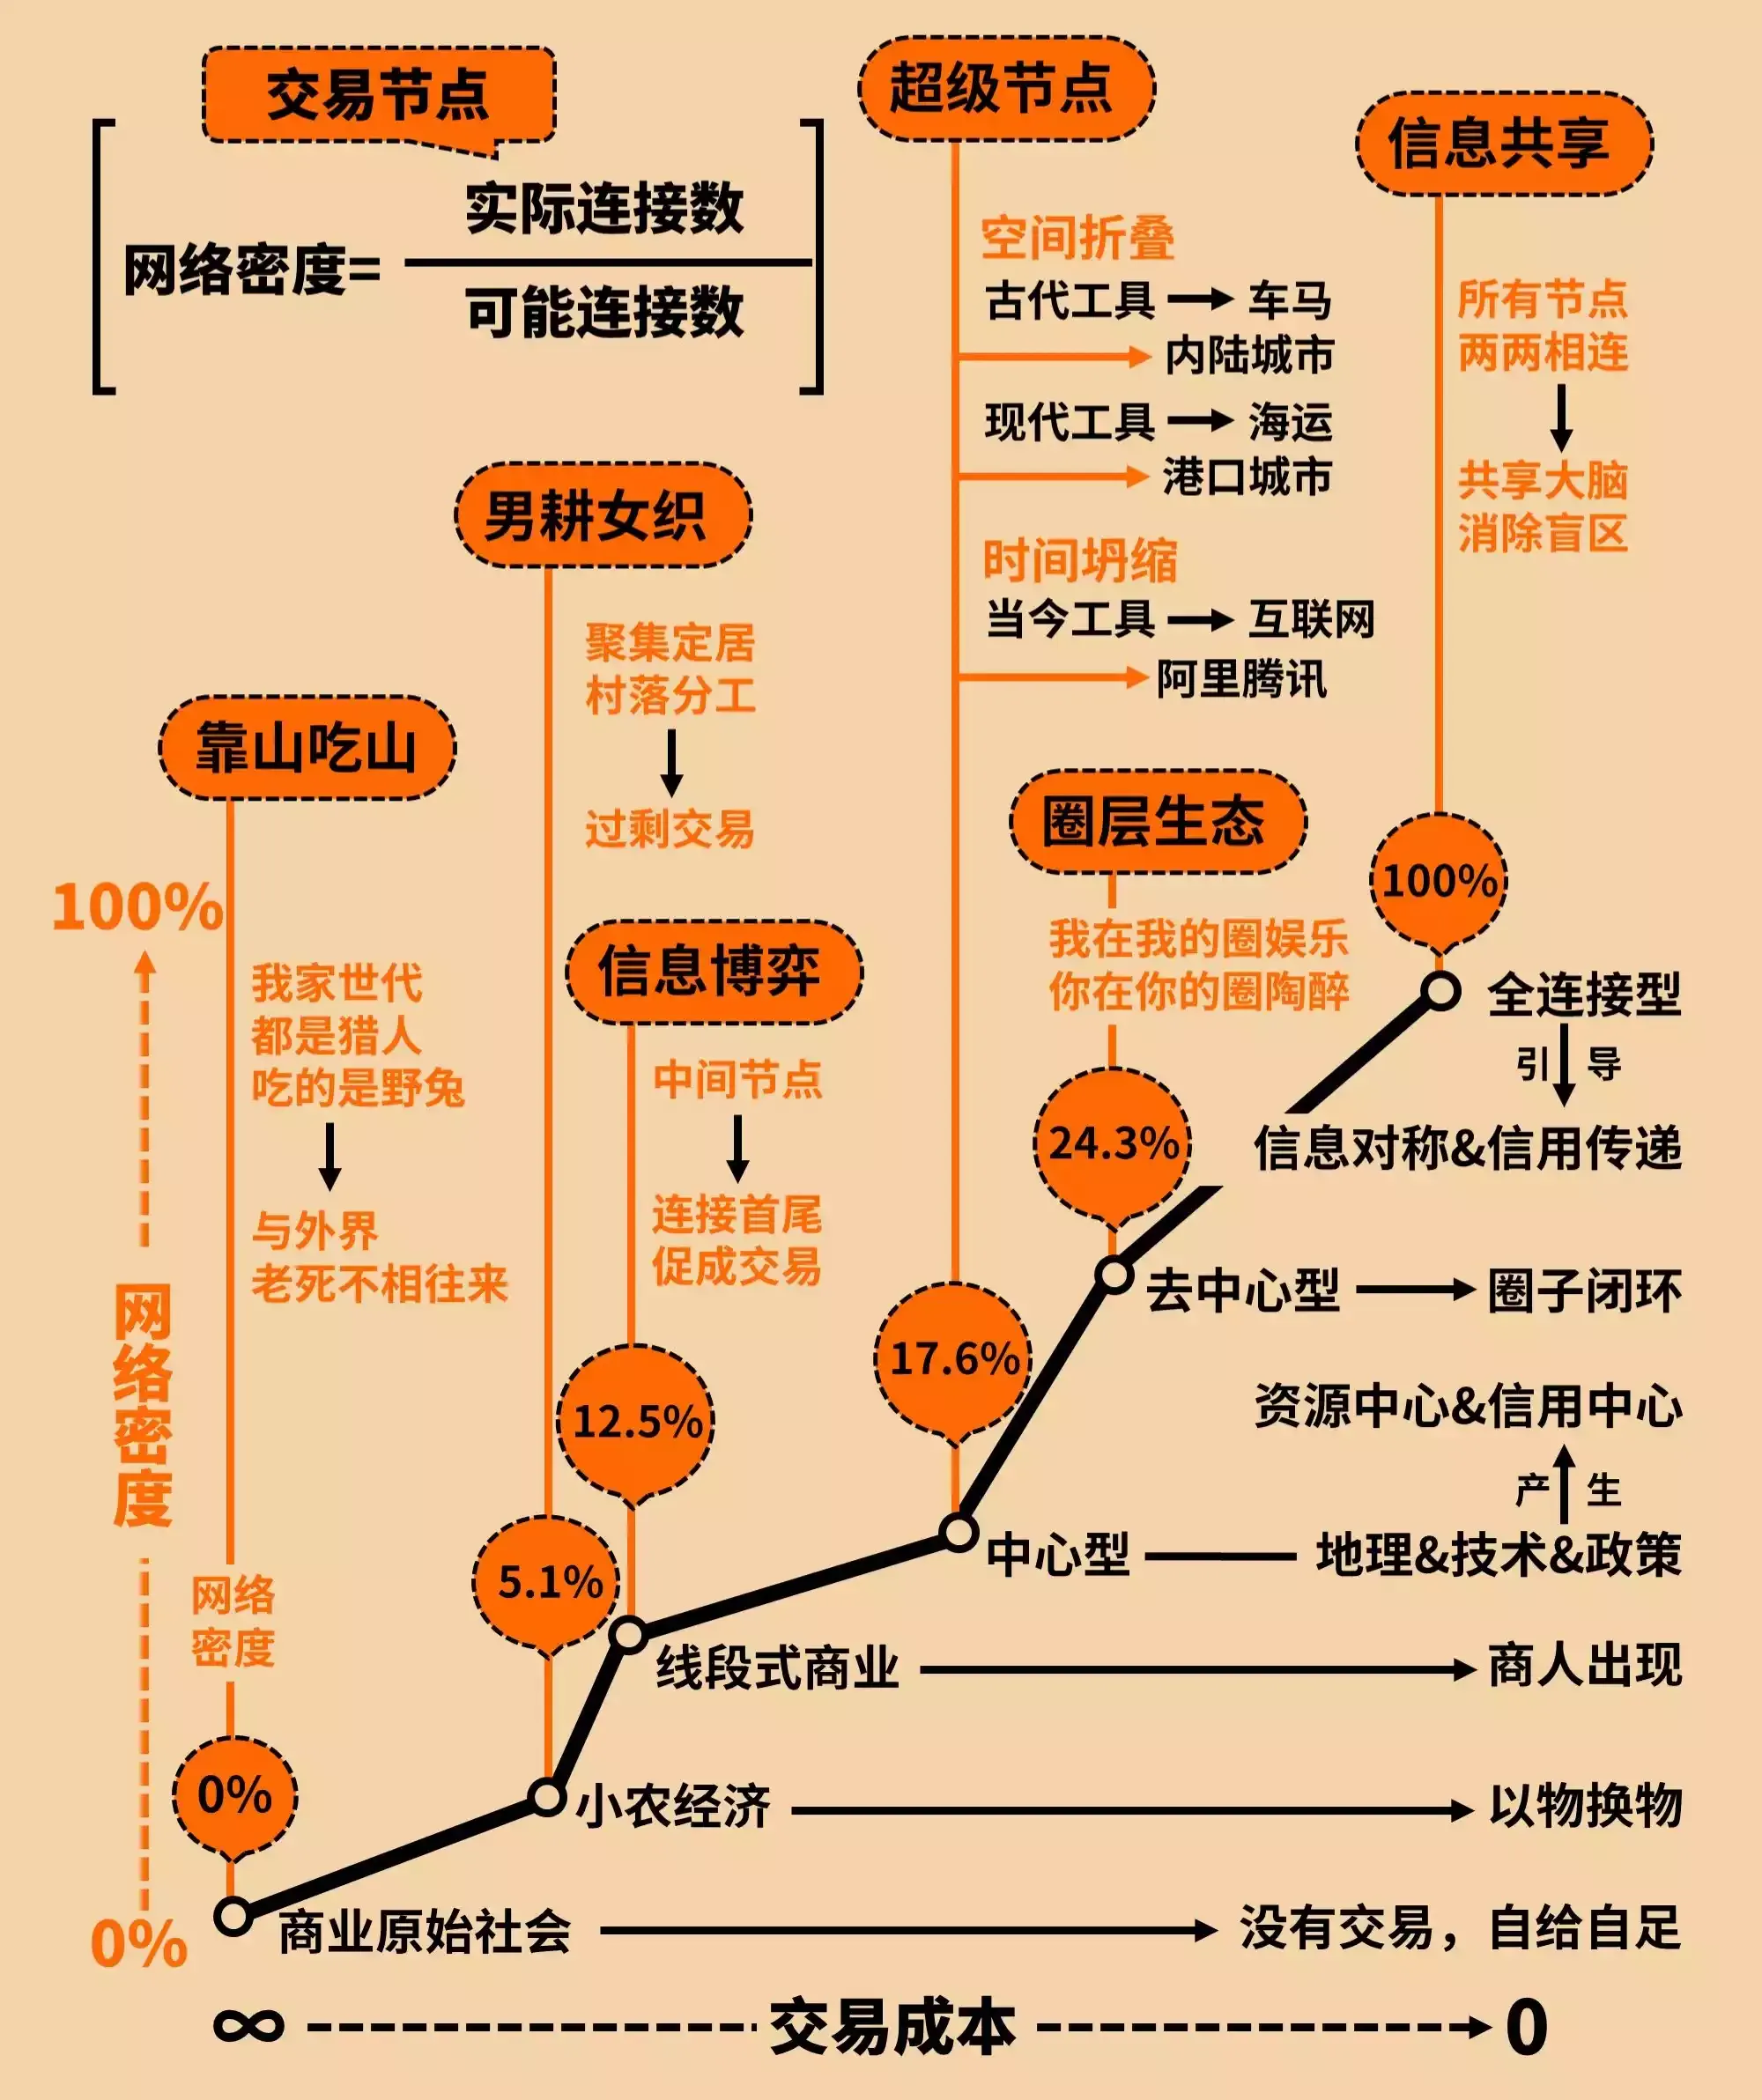 交易节点
网络密度=
实际连接数
可能连接数
超级节点
空间折叠
古代工具
车马
内陆城市
现代工具
海运
港口城市
时间坍缩
当今工具
互联网
阿里腾讯
信息共享
所有节点
两两相连
共享大脑
消除盲区
男耕女织
聚集定居
村落分工
过剩交易
靠山吃山
我家世代
都是猎人
吃的是野兔
与外界
老死不相往来
信息博弈
中间节点
连接首尾
促成交易
圈层生态
我在我的圈娱乐
你在你的圈陶醉
100%
网络密度
0%
网络
密度
0%
5.1%
12.5%
17.6%
24.3%
100%
全连接型
引 导
信息对称&信用传递
去中心型
圈子闭环
资源中心&信用中心
产 生
中心型
地理&技术&政策
线段式商业
商人出现
小农经济
以物换物
商业原始社会
没有交易，自给自足
∞
交易成本
0